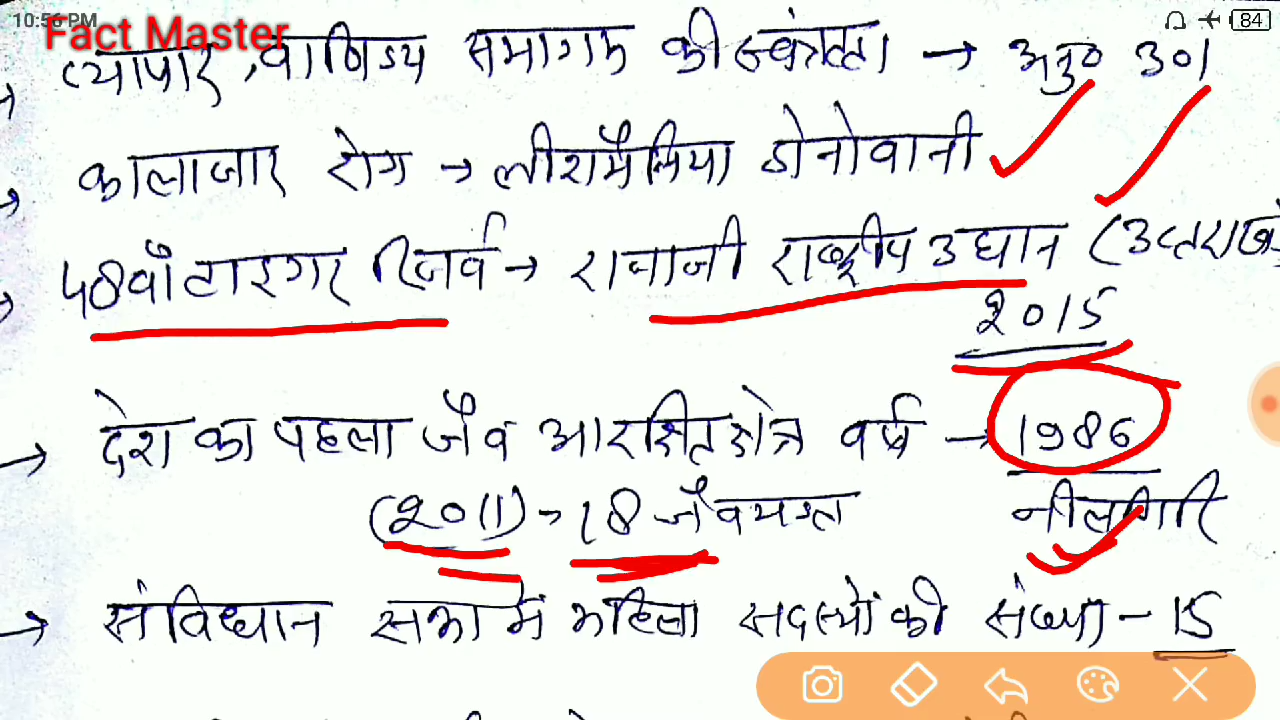 10:56 PM
84
Fact Master
व्यापार, वाणिज्य समागम की स्वतंत्रता → अनु० 301
कालाजार रोग → लीशमैनिया डोनोवानी
48वाँ टाइगर रिजर्व → राजाजी राष्ट्रीय उद्यान (उत्तराखंड
2015
→ देश का पहला जैव आरक्षित क्षेत्र वर्ष → 1986
(2011) → 18 जैवमण्डल नीलगिरि
→ संविधान सभा में महिला सदस्यों की संख्या - 15